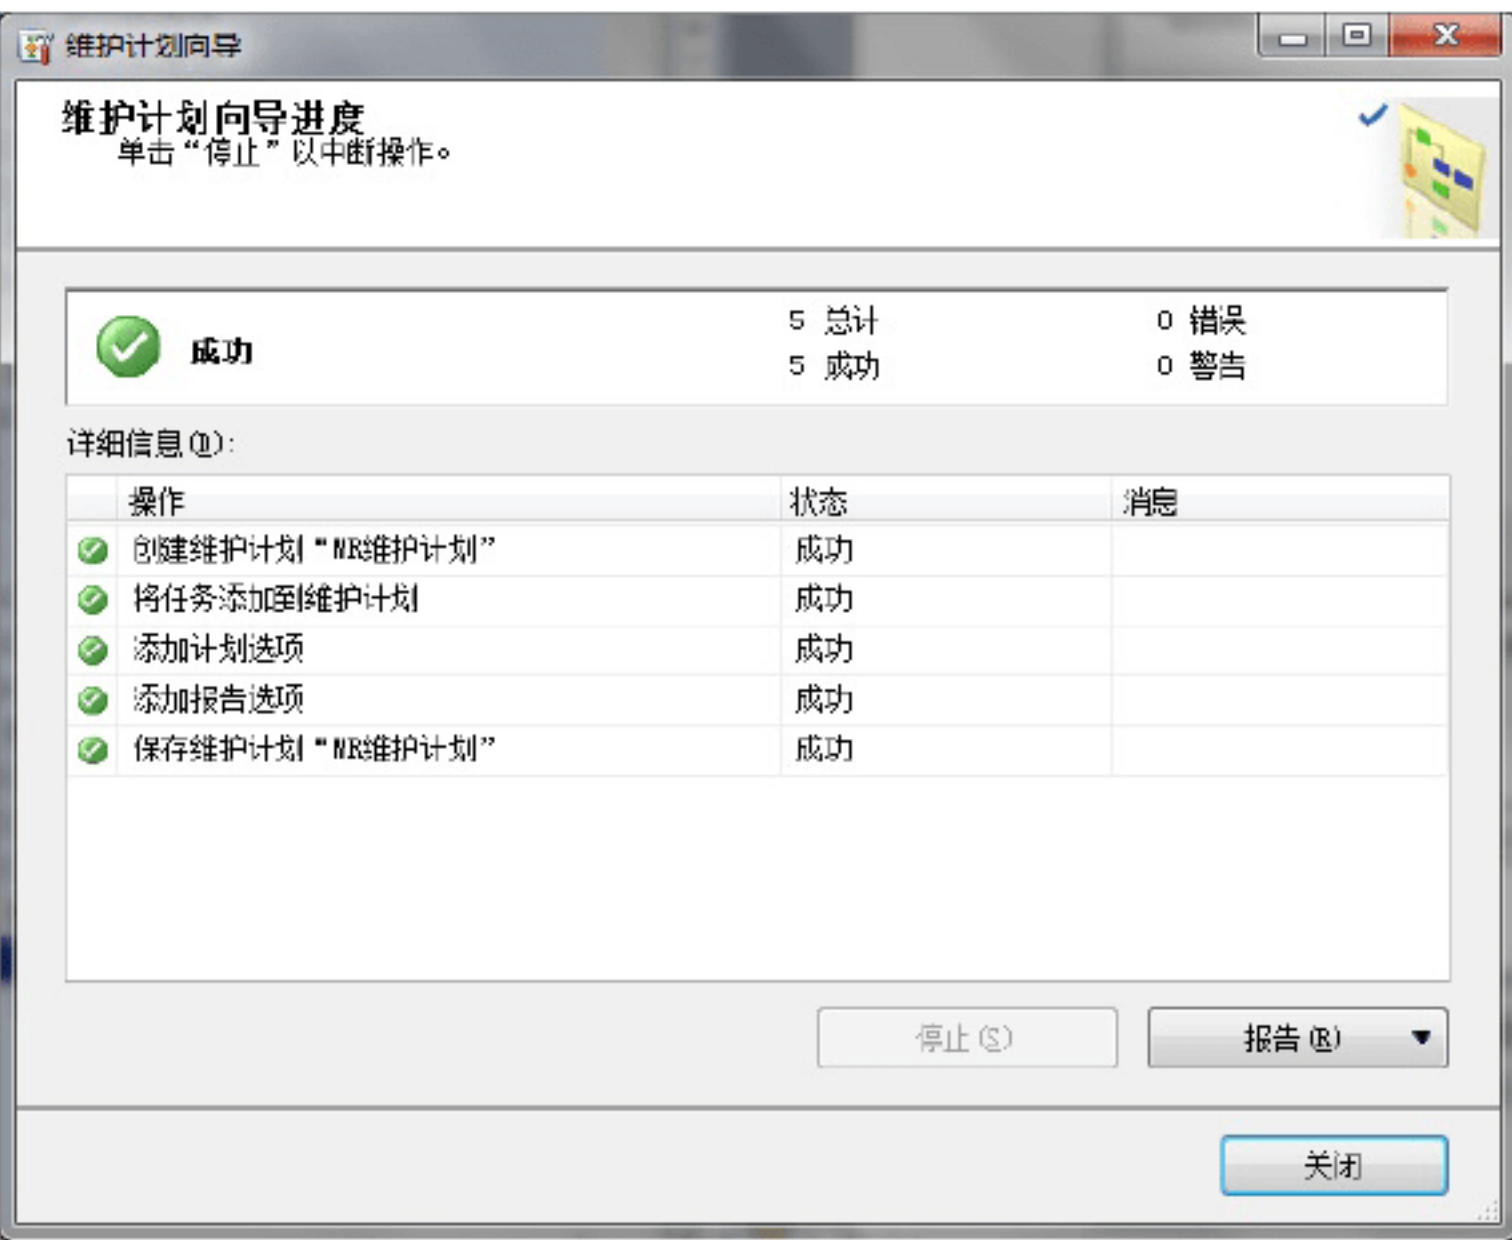 维护计划向导
维护计划向导进度
单击“停止”以中断操作。
成功
5 总计
0 错误
5 成功
0 警告
详细信息(D):
操作 状态 消息
创建维护计划“NR维护计划” 成功
将任务添加到维护计划 成功
添加计划选项 成功
添加报告选项 成功
保存维护计划“NR维护计划” 成功
停止(S)
报告(R)
关闭